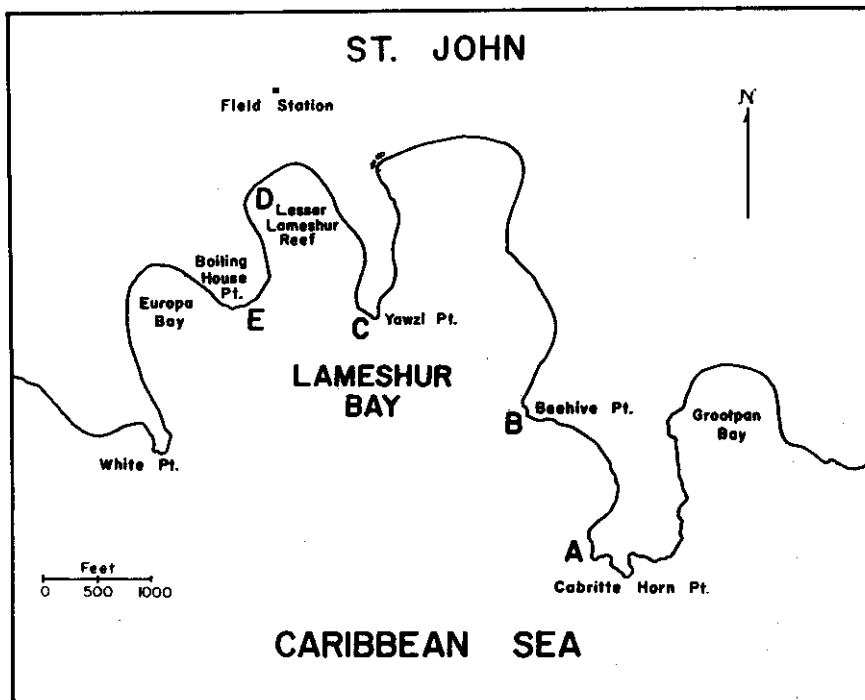 ST. JOHN
Field Station
N
D
Lesser
Lameshur
Reef
Boiling
House
Pt.
Europa
Bay
E
C
Yawzi Pt.
LAMESHUR
BAY
B
Beehive Pt.
Grootpan
Bay
White Pt.
A
Cabritte Horn Pt.
Feet
0 500 1000
CARIBBEAN SEA